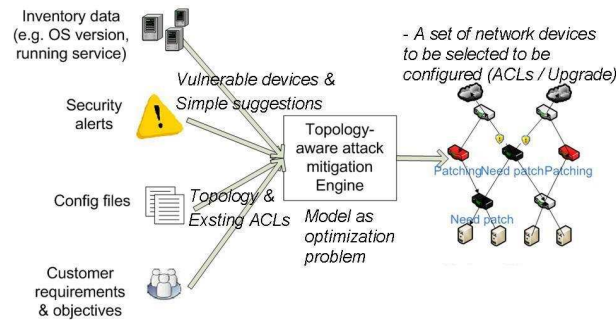 Inventory data
(e.g. OS version,
running service)
Security
alerts
Config files
Customer
requirements
& objectives
Vulnerable devices &
Simple suggestions
Topology &
Exsting ACLs
Topology-
aware attack
mitigation
Engine
Model as
optimization
problem
- A set of network devices
to be selected to be
configured (ACLs / Upgrade)
Patching
Need patch
Patching
Need patch